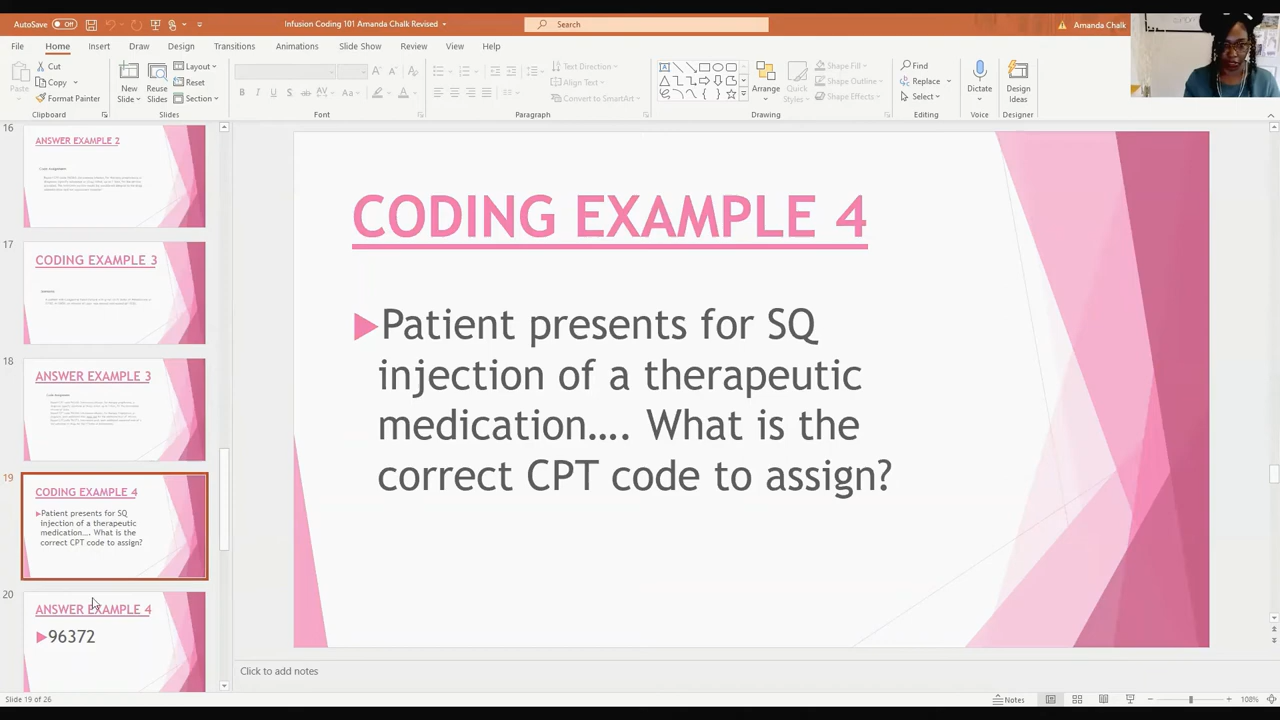 AutoSave Off
Infusion Coding 101 Amanda Chalk Revised
Search
Amanda Chalk
File Home Insert Draw Design Transitions Animations Slide Show Review View Help
Paste
Cut
Copy
Format Painter
Clipboard
New Slide
Reuse Slides
Layout
Reset
Section
Slides
B I U S
Aa
A
Font
Text Direction
Align Text
Convert to SmartArt
Paragraph
Arrange
Quick Styles
Shape Fill
Shape Outline
Shape Effects
Drawing
Find
Replace
Select
Editing
Dictate
Voice
Design Ideas
Designer
16
ANSWER EXAMPLE 2
17
CODING EXAMPLE 3
18
ANSWER EXAMPLE 3
19
CODING EXAMPLE 4
Patient presents for SQ
injection of a therapeutic
medication…. What is the
correct CPT code to assign?
20
ANSWER EXAMPLE 4
96372
CODING EXAMPLE 4
Patient presents for SQ
injection of a therapeutic
medication…. What is the
correct CPT code to assign?
Click to add notes
Slide 19 of 26
Notes
108%